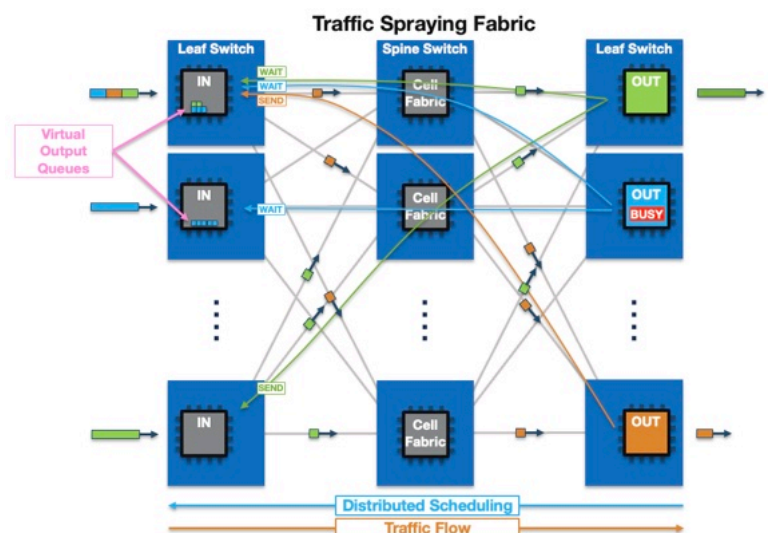 Traffic Spraying Fabric
Leaf Switch
Spine Switch
Leaf Switch
IN
WAIT
WAIT
SEND
Cell
Fabric
OUT
Virtual
Output
Queues
IN
WAIT
Cell
Fabric
OUT
BUSY
SEND
IN
Cell
Fabric
OUT
Distributed Scheduling
Traffic Flow